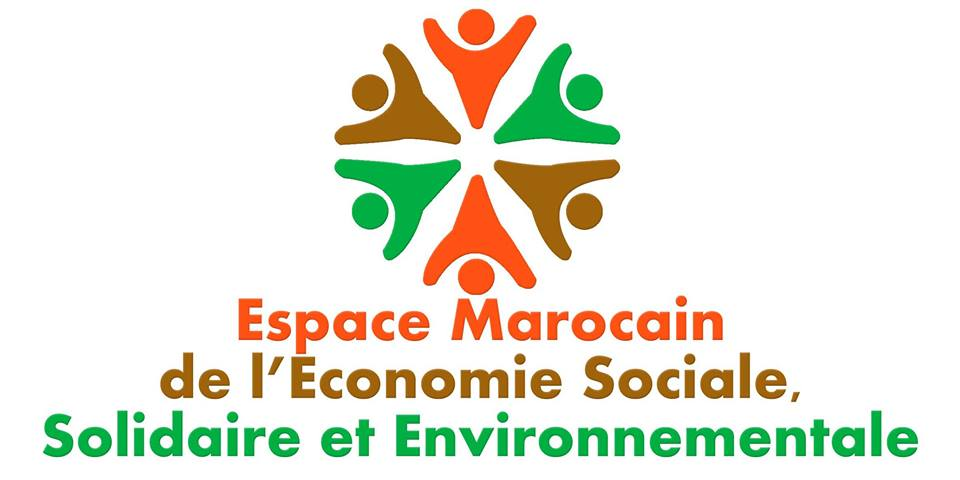 Espace Marocain
de l'Economie Sociale,
Solidaire et Environnementale